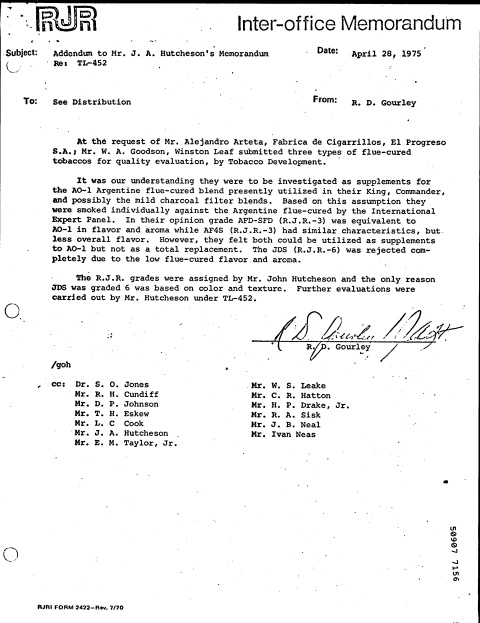 RJR Inter-office Memorandum
Subject: Addendum to Mr. J. A. Hutcheson's Memorandum Date: April 28, 1975
Re: TL-452
To: See Distribution From: R. D. Gourley
At the request of Mr. Alejandro Arteta, Fabrica de Cigarrillos, El Progreso
S.A.; Mr. W. A. Goodson, Winston Leaf submitted three types of flue-cured
tobaccos for quality evaluation, by Tobacco Development.
It was our understanding they were to be investigated as supplements for
the AO-1 Argentine flue-cured blend presently utilized in their King, Commander,
and possibly the mild charcoal filter blends. Based on this assumption they
were smoked individually against the Argentine flue-cured by the International
Expert Panel. In their opinion grade AFD-SFD (R.J.R.-3) was equivalent to
AO-1 in flavor and aroma while AF4S (R.J.R.-3) had similar characteristics, but
less overall flavor. However, they felt both could be utilized as supplements
to AO-1 but not as a total replacement. The JDS (R.J.R.-6) was rejected com-
pletely due to the low flue-cured flavor and aroma.
The R.J.R. grades were assigned by Mr. John Hutcheson and the only reason
JDS was graded 6 was based on color and texture. Further evaluations were
carried out by Mr. Hutcheson under TL-452.
R D Gourley
R. D. Gourley
/goh
cc: Dr. S. O. Jones
Mr. R. H. Cundiff
Mr. D. P. Johnson
Mr. T. H. Eskew
Mr. L. C Cook
Mr. J. A. Hutcheson
Mr. E. M. Taylor, Jr.
Mr. W. S. Leake
Mr. C. R. Hatton
Mr. H. P. Drake, Jr.
Mr. R. A. Sisk
Mr. J. B. Neal
Mr. Ivan Neas
50907 7156
RJRI FORM 2422—Rev. 7/70